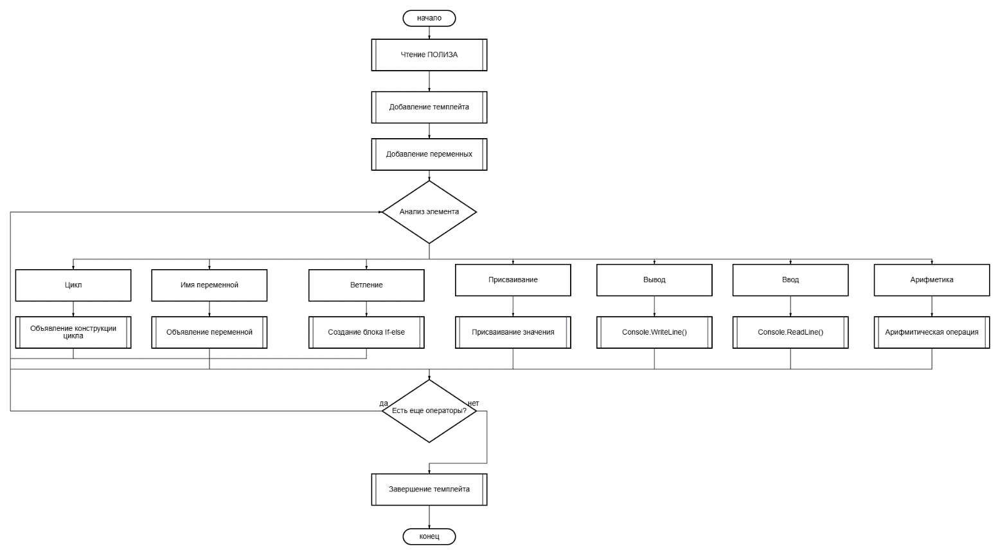 начало
Чтение ПОЛИЗА
Добавление темплейта
Добавление переменных
Анализ элемента
Цикл
Имя переменной
Ветление
Присваивание
Вывод
Ввод
Арифметика
Объявление конструкции
цикла
Объявление переменной
Создание блока If-else
Присваивание значения
Console.WriteLine()
Console.ReadLine()
Арифмитическая операция
да
нет
Есть еще операторы?
Завершение темплейта
конец